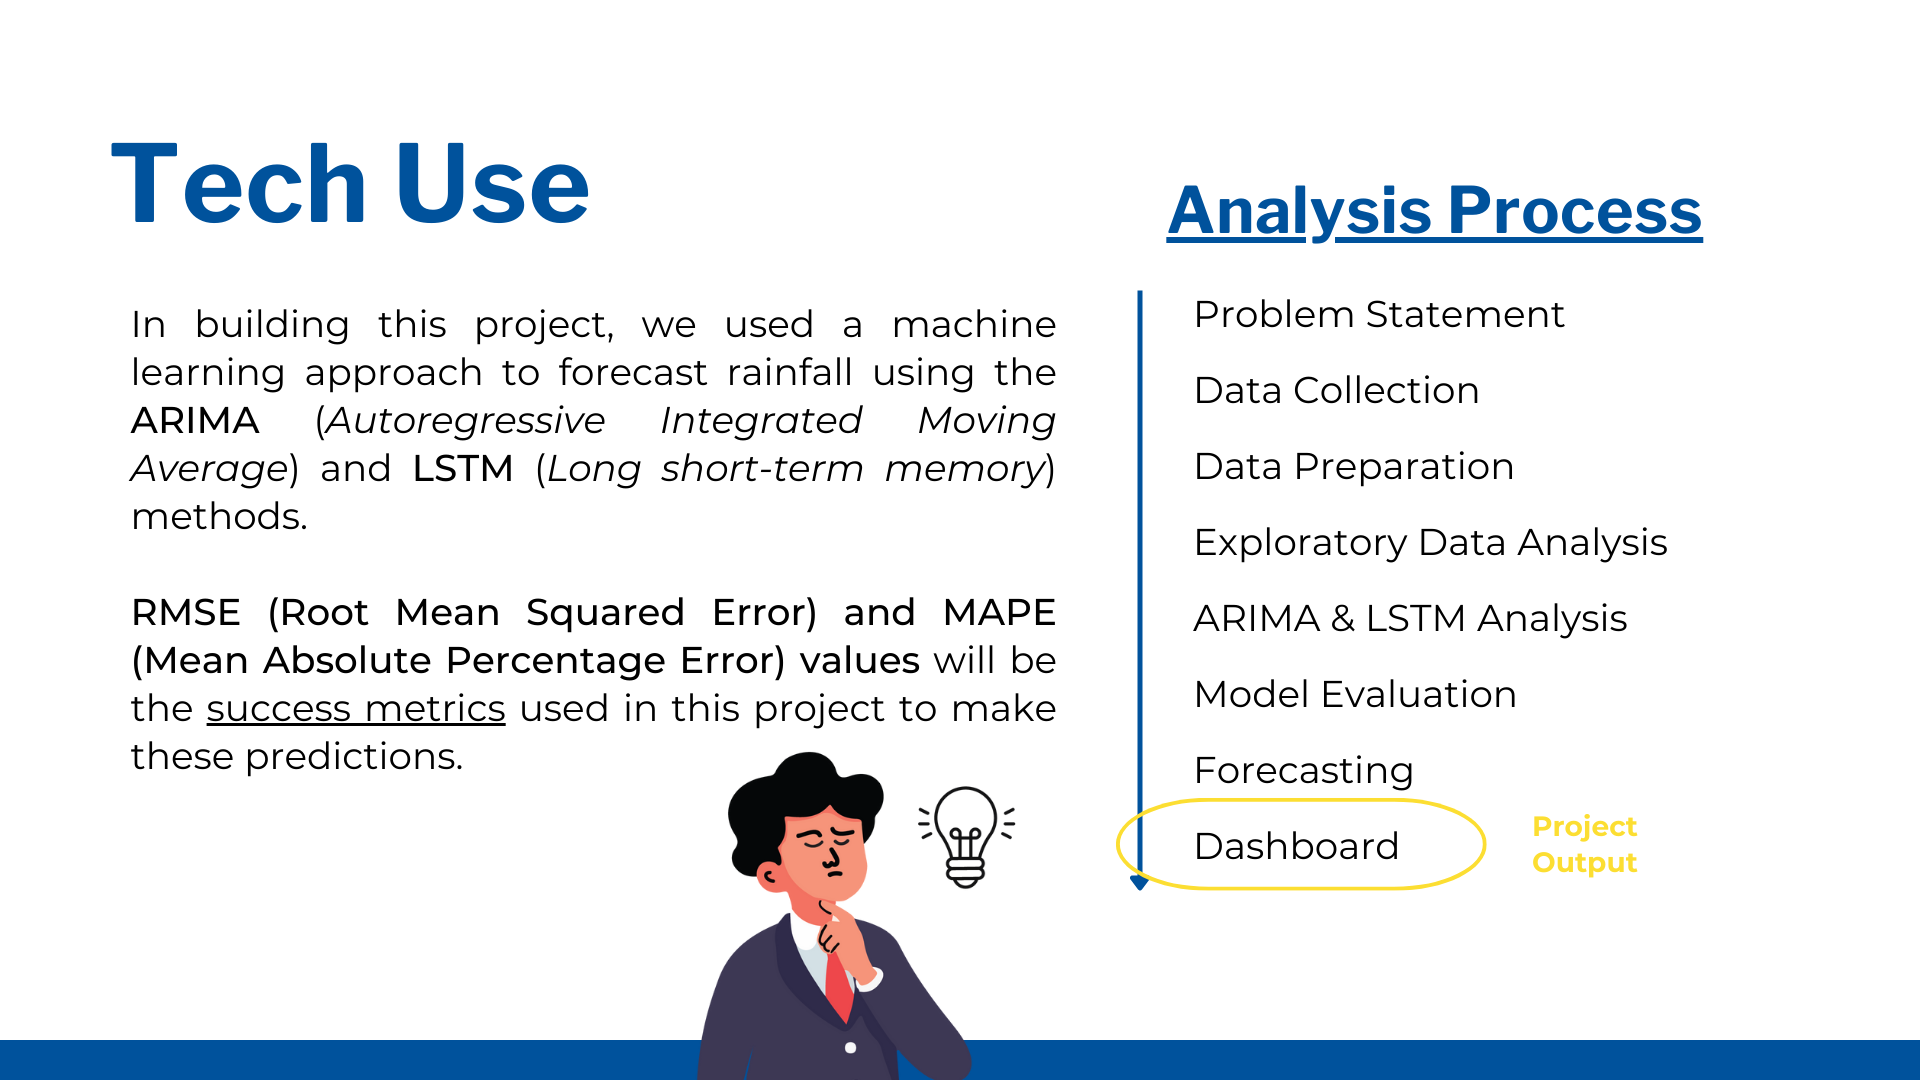 Tech Use
In building this project, we used a machine
learning approach to forecast rainfall using the
ARIMA (Autoregressive Integrated Moving
Average) and LSTM (Long short-term memory)
methods.
RMSE (Root Mean Squared Error) and MAPE
(Mean Absolute Percentage Error) values will be
the success metrics used in this project to make
these predictions.
Analysis Process
Problem Statement
Data Collection
Data Preparation
Exploratory Data Analysis
ARIMA & LSTM Analysis
Model Evaluation
Forecasting
Dashboard
Project
Output